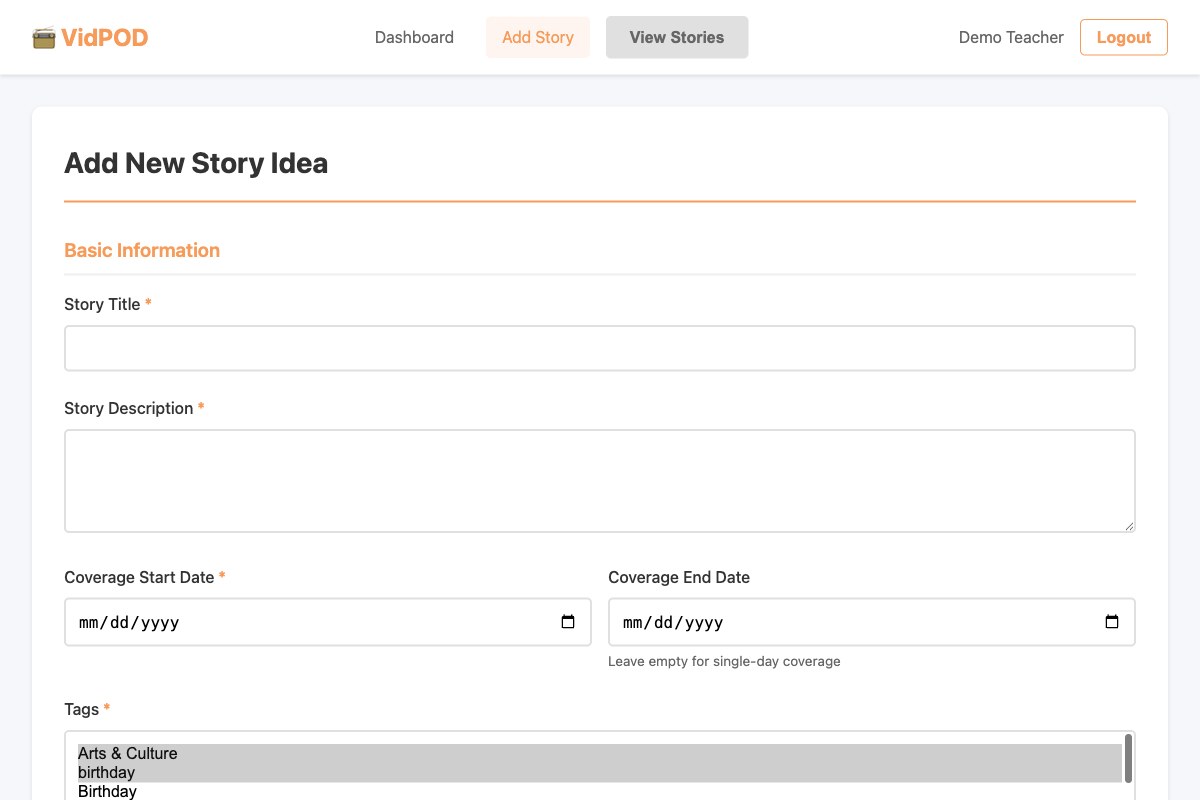 VidPOD
Dashboard
Add Story
View Stories
Demo Teacher
Logout
Add New Story Idea
Basic Information
Story Title *
Story Description *
Coverage Start Date *
Coverage End Date
mm/dd/yyyy
mm/dd/yyyy
Leave empty for single-day coverage
Tags *
Arts & Culture
birthday
Birthday